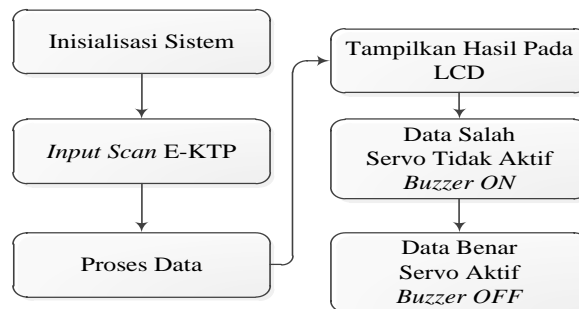 Inisialisasi Sistem
Input Scan E-KTP
Proses Data
Tampilkan Hasil Pada
LCD
Data Salah
Servo Tidak Aktif
Buzzer ON
Data Benar
Servo Aktif
Buzzer OFF